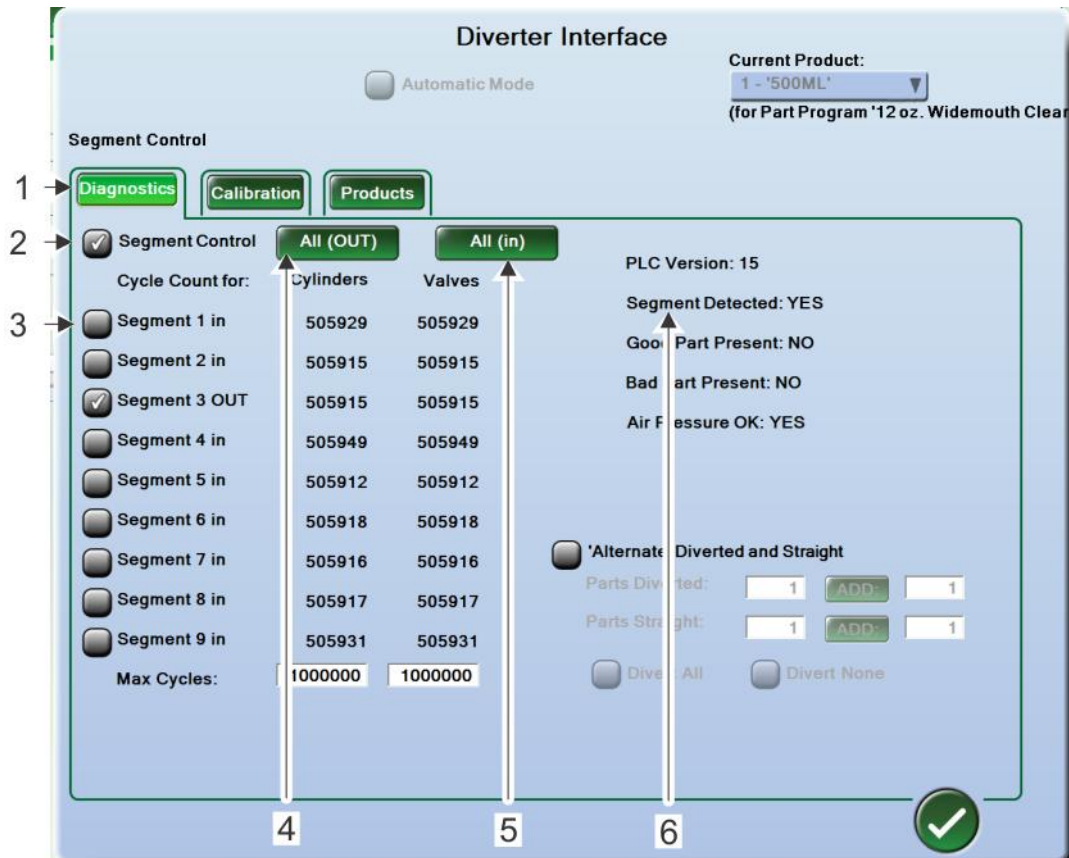 Diverter Interface
Automatic Mode
Current Product:
1 - '500ML'
(for Part Program '12 oz. Widemouth Clear
Segment Control
1
Diagnostics
Calibration
Products
2
Segment Control
All (OUT)
All (in)
Cycle Count for:
Cylinders
Valves
3
Segment 1 in 505929 505929
Segment 2 in 505915 505915
Segment 3 OUT 505915 505915
Segment 4 in 505949 505949
Segment 5 in 505912 505912
Segment 6 in 505918 505918
Segment 7 in 505916 505916
Segment 8 in 505917 505917
Segment 9 in 505931 505931
Max Cycles: 1000000 1000000
PLC Version: 15
Segment Detected: YES
Good Part Present: NO
Bad Part Present: NO
Air Pressure OK: YES
'Alternate Diverted and Straight
Parts Diverted: 1 ADD: 1
Parts Straight: 1 ADD: 1
Divert All
Divert None
4
5
6